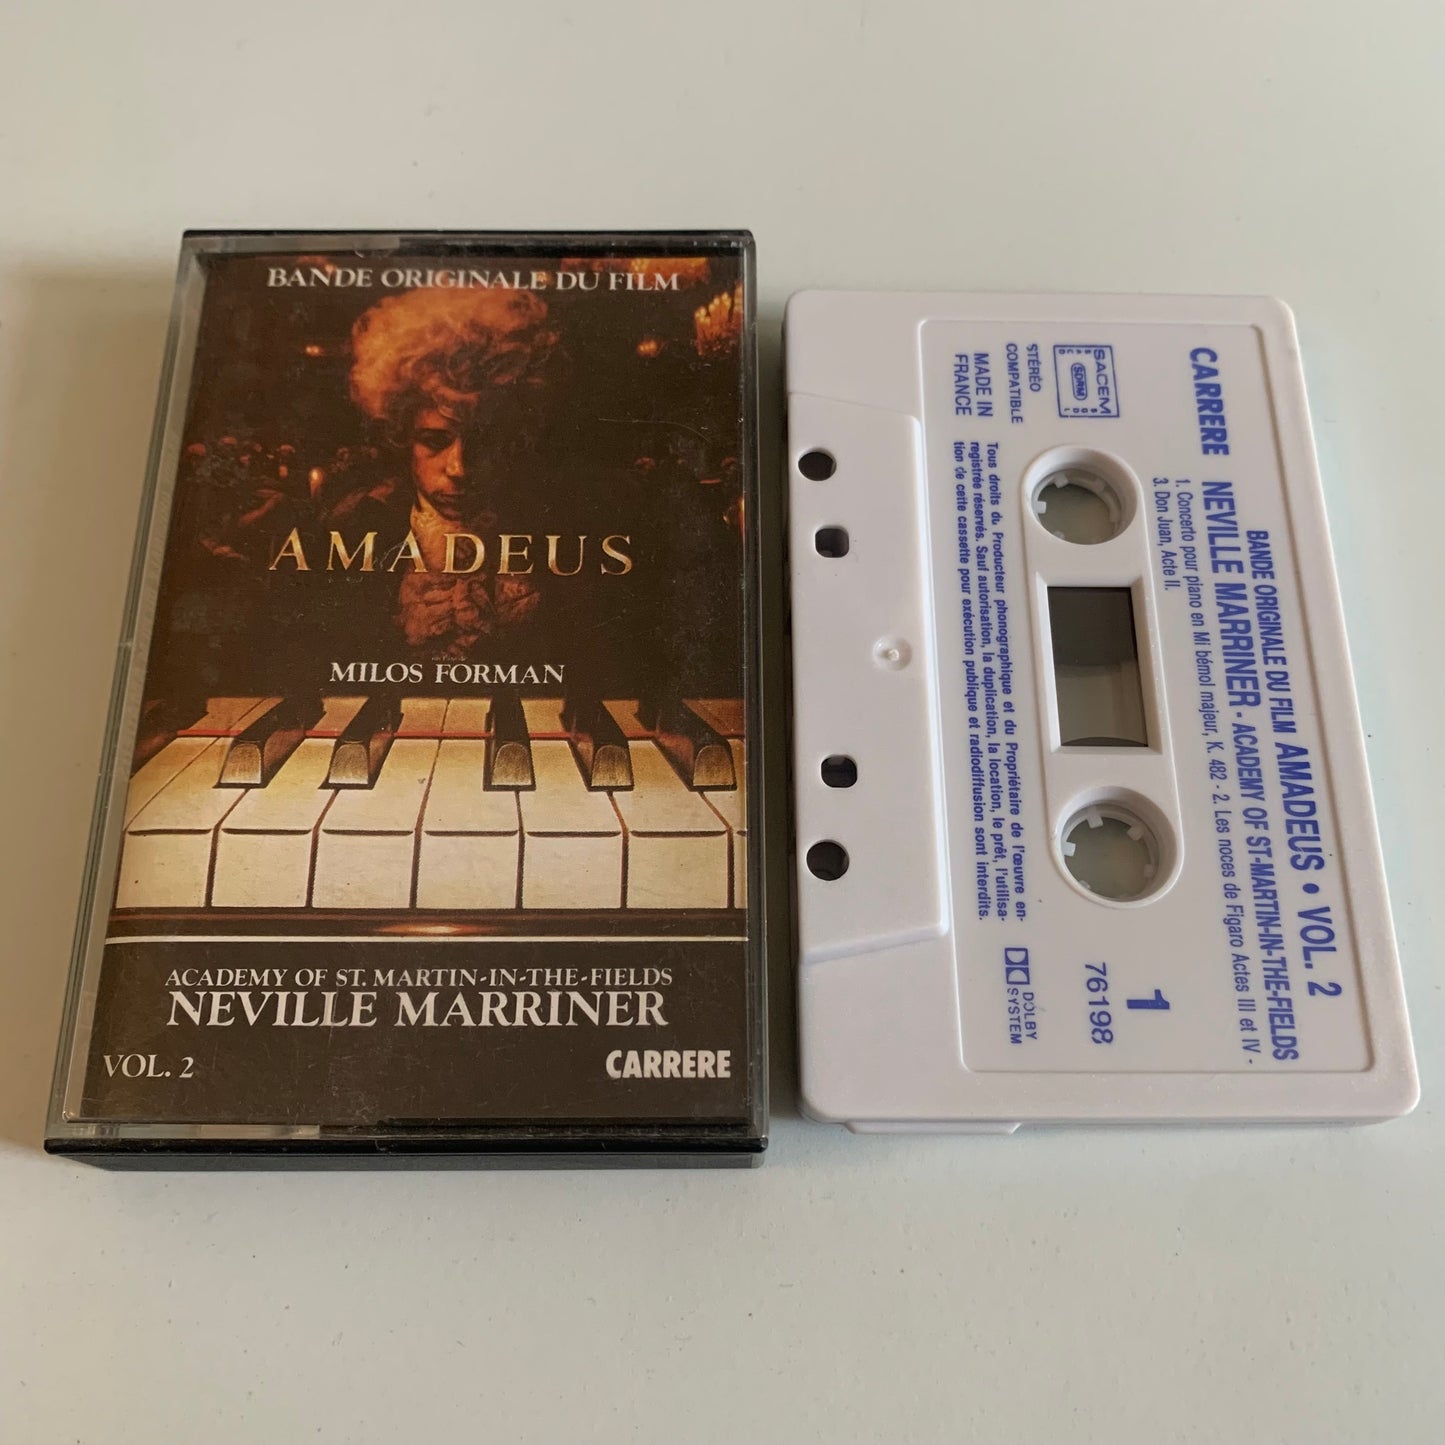 BANDE ORIGINALE DU FILM
AMADEUS
MILOS FORMAN
ACADEMY OF ST. MARTIN-IN-THE-FIELDS
NEVILLE MARRINER
VOL. 2
CARRERE
BANDE ORIGINALE DU FILM AMADEUS • VOL. 2
CARRERE NEVILLE MARRINER - ACADEMY OF ST-MARTIN-IN-THE-FIELDS
1. Concerto pour piano en Mi bémol majeur, K. 482 - 2. Les noces de Figaro Actes III et IV -
3. Don Juan, Acte II.
1
76198
SACEM
SDRM
STÉRÉO
COMPATIBLE
MADE IN
FRANCE
DOLBY
SYSTEM
Tous droits du Producteur phonographique et du Propriétaire de l'œuvre en-
registrée réservés. Sauf autorisation, la duplication, la location, le prêt, l'utilisa-
tion de cette cassette pour exécution publique et radiodiffusion sont interdits.